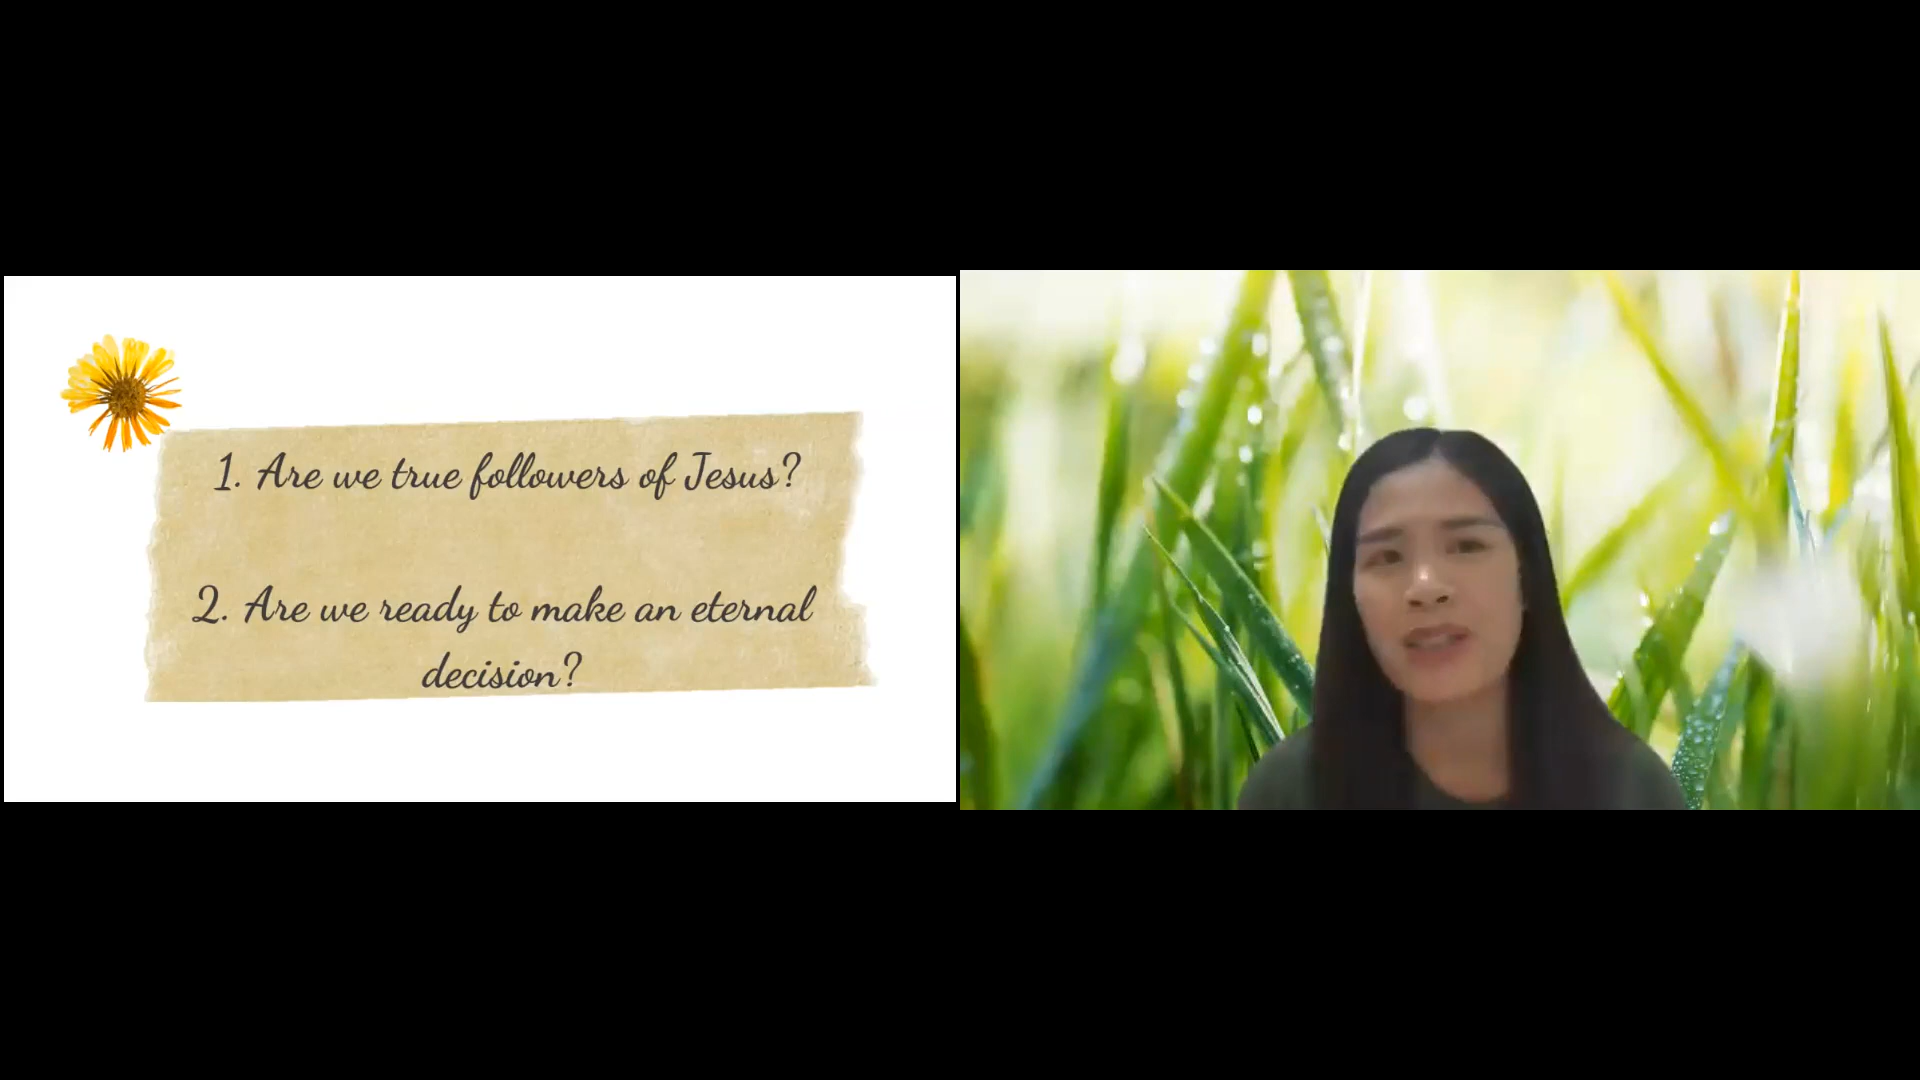 1. Are we true followers of Jesus?
2. Are we ready to make an eternal
decision?